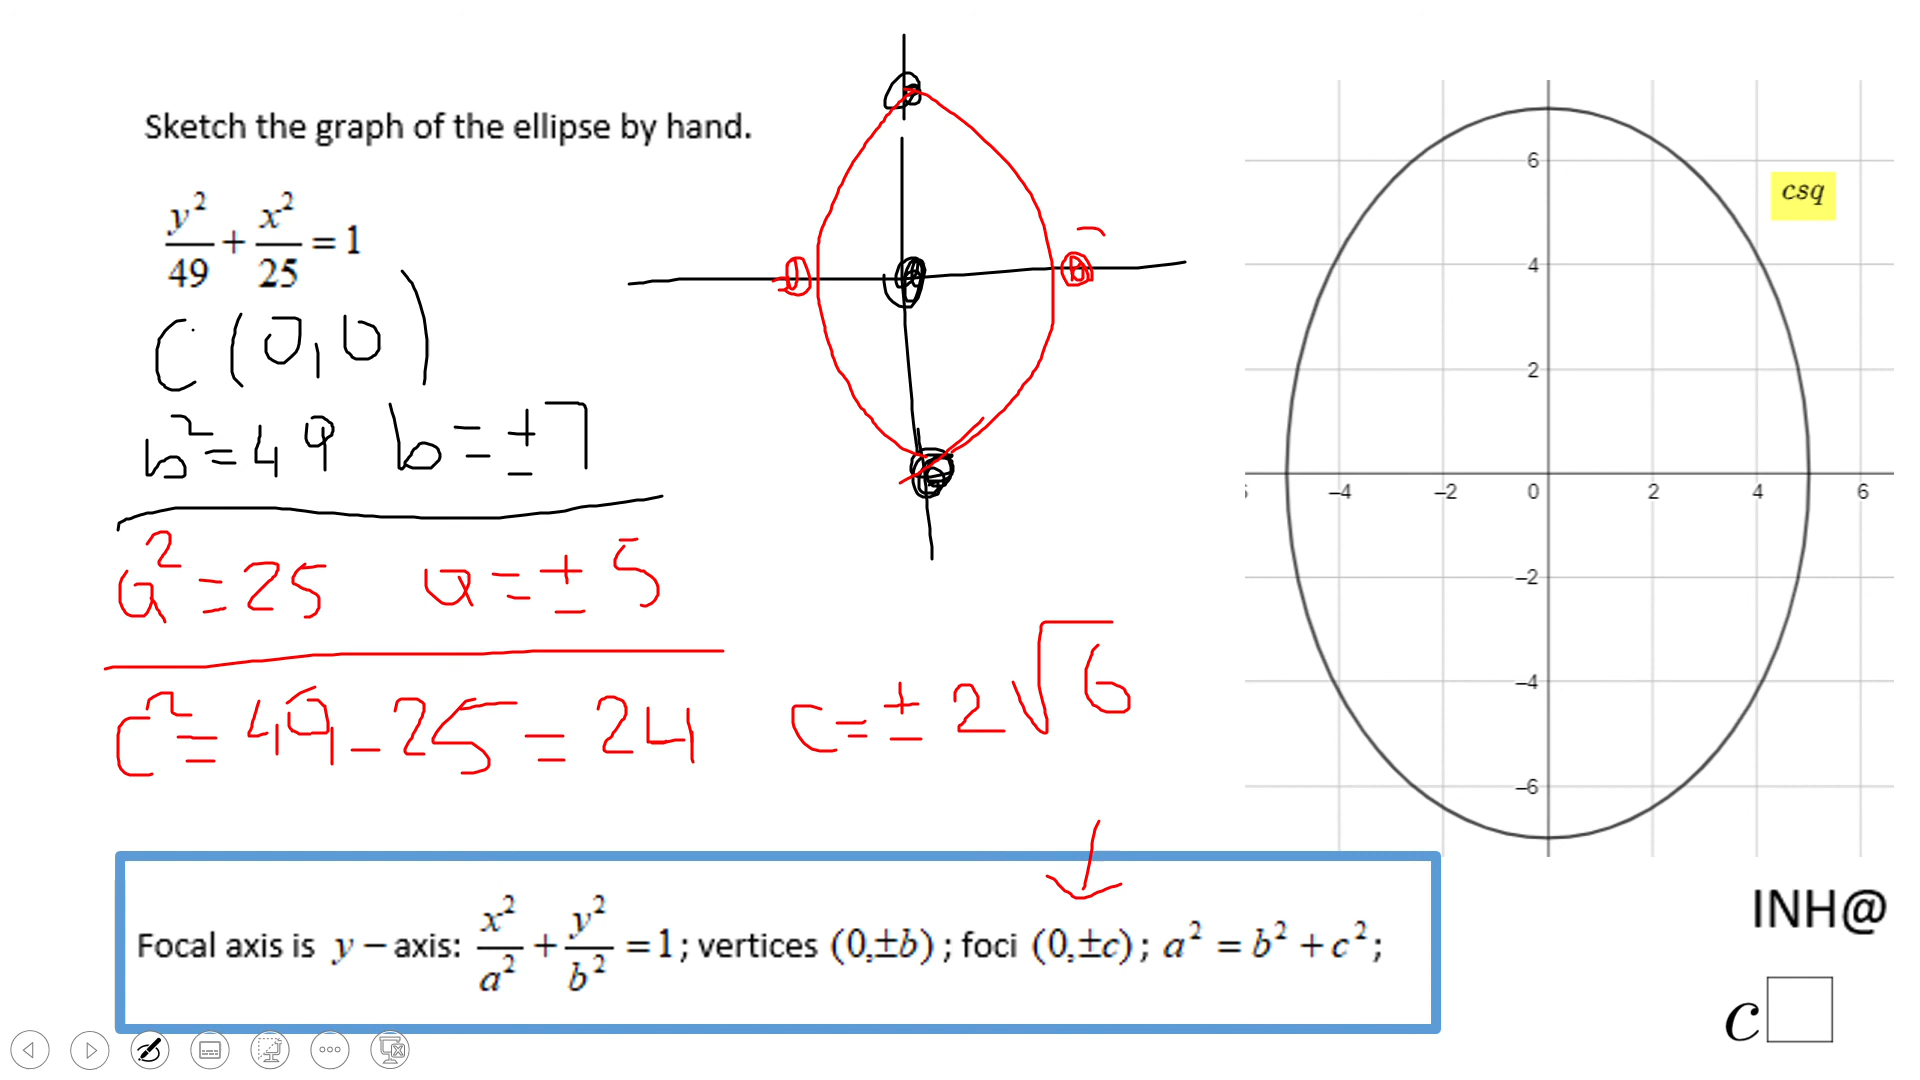 Sketch the graph of the ellipse by hand.
y²/49 + x²/25 = 1
C (0,0)
b² = 49 b = ±7
a² = 25 a = ± 5
c² = 49 - 25 = 24 c = ± 2√6
Focal axis is y – axis: x²/a² + y²/b² = 1; vertices (0,±b); foci (0,±c); a² = b² + c²;
csq
6
4
2
–4 –2 0 2 4 6
–2
–4
–6
INH@
c